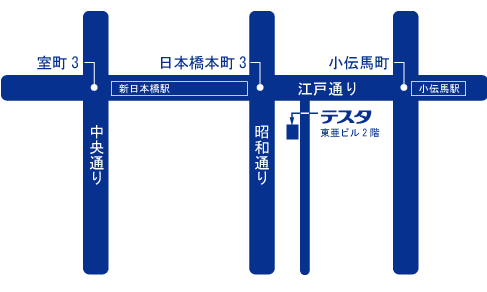 室町3
日本橋本町3
小伝馬町
新日本橋駅
江戸通り
小伝馬駅
テスタ
東亜ビル2階
中央通り
昭和通り